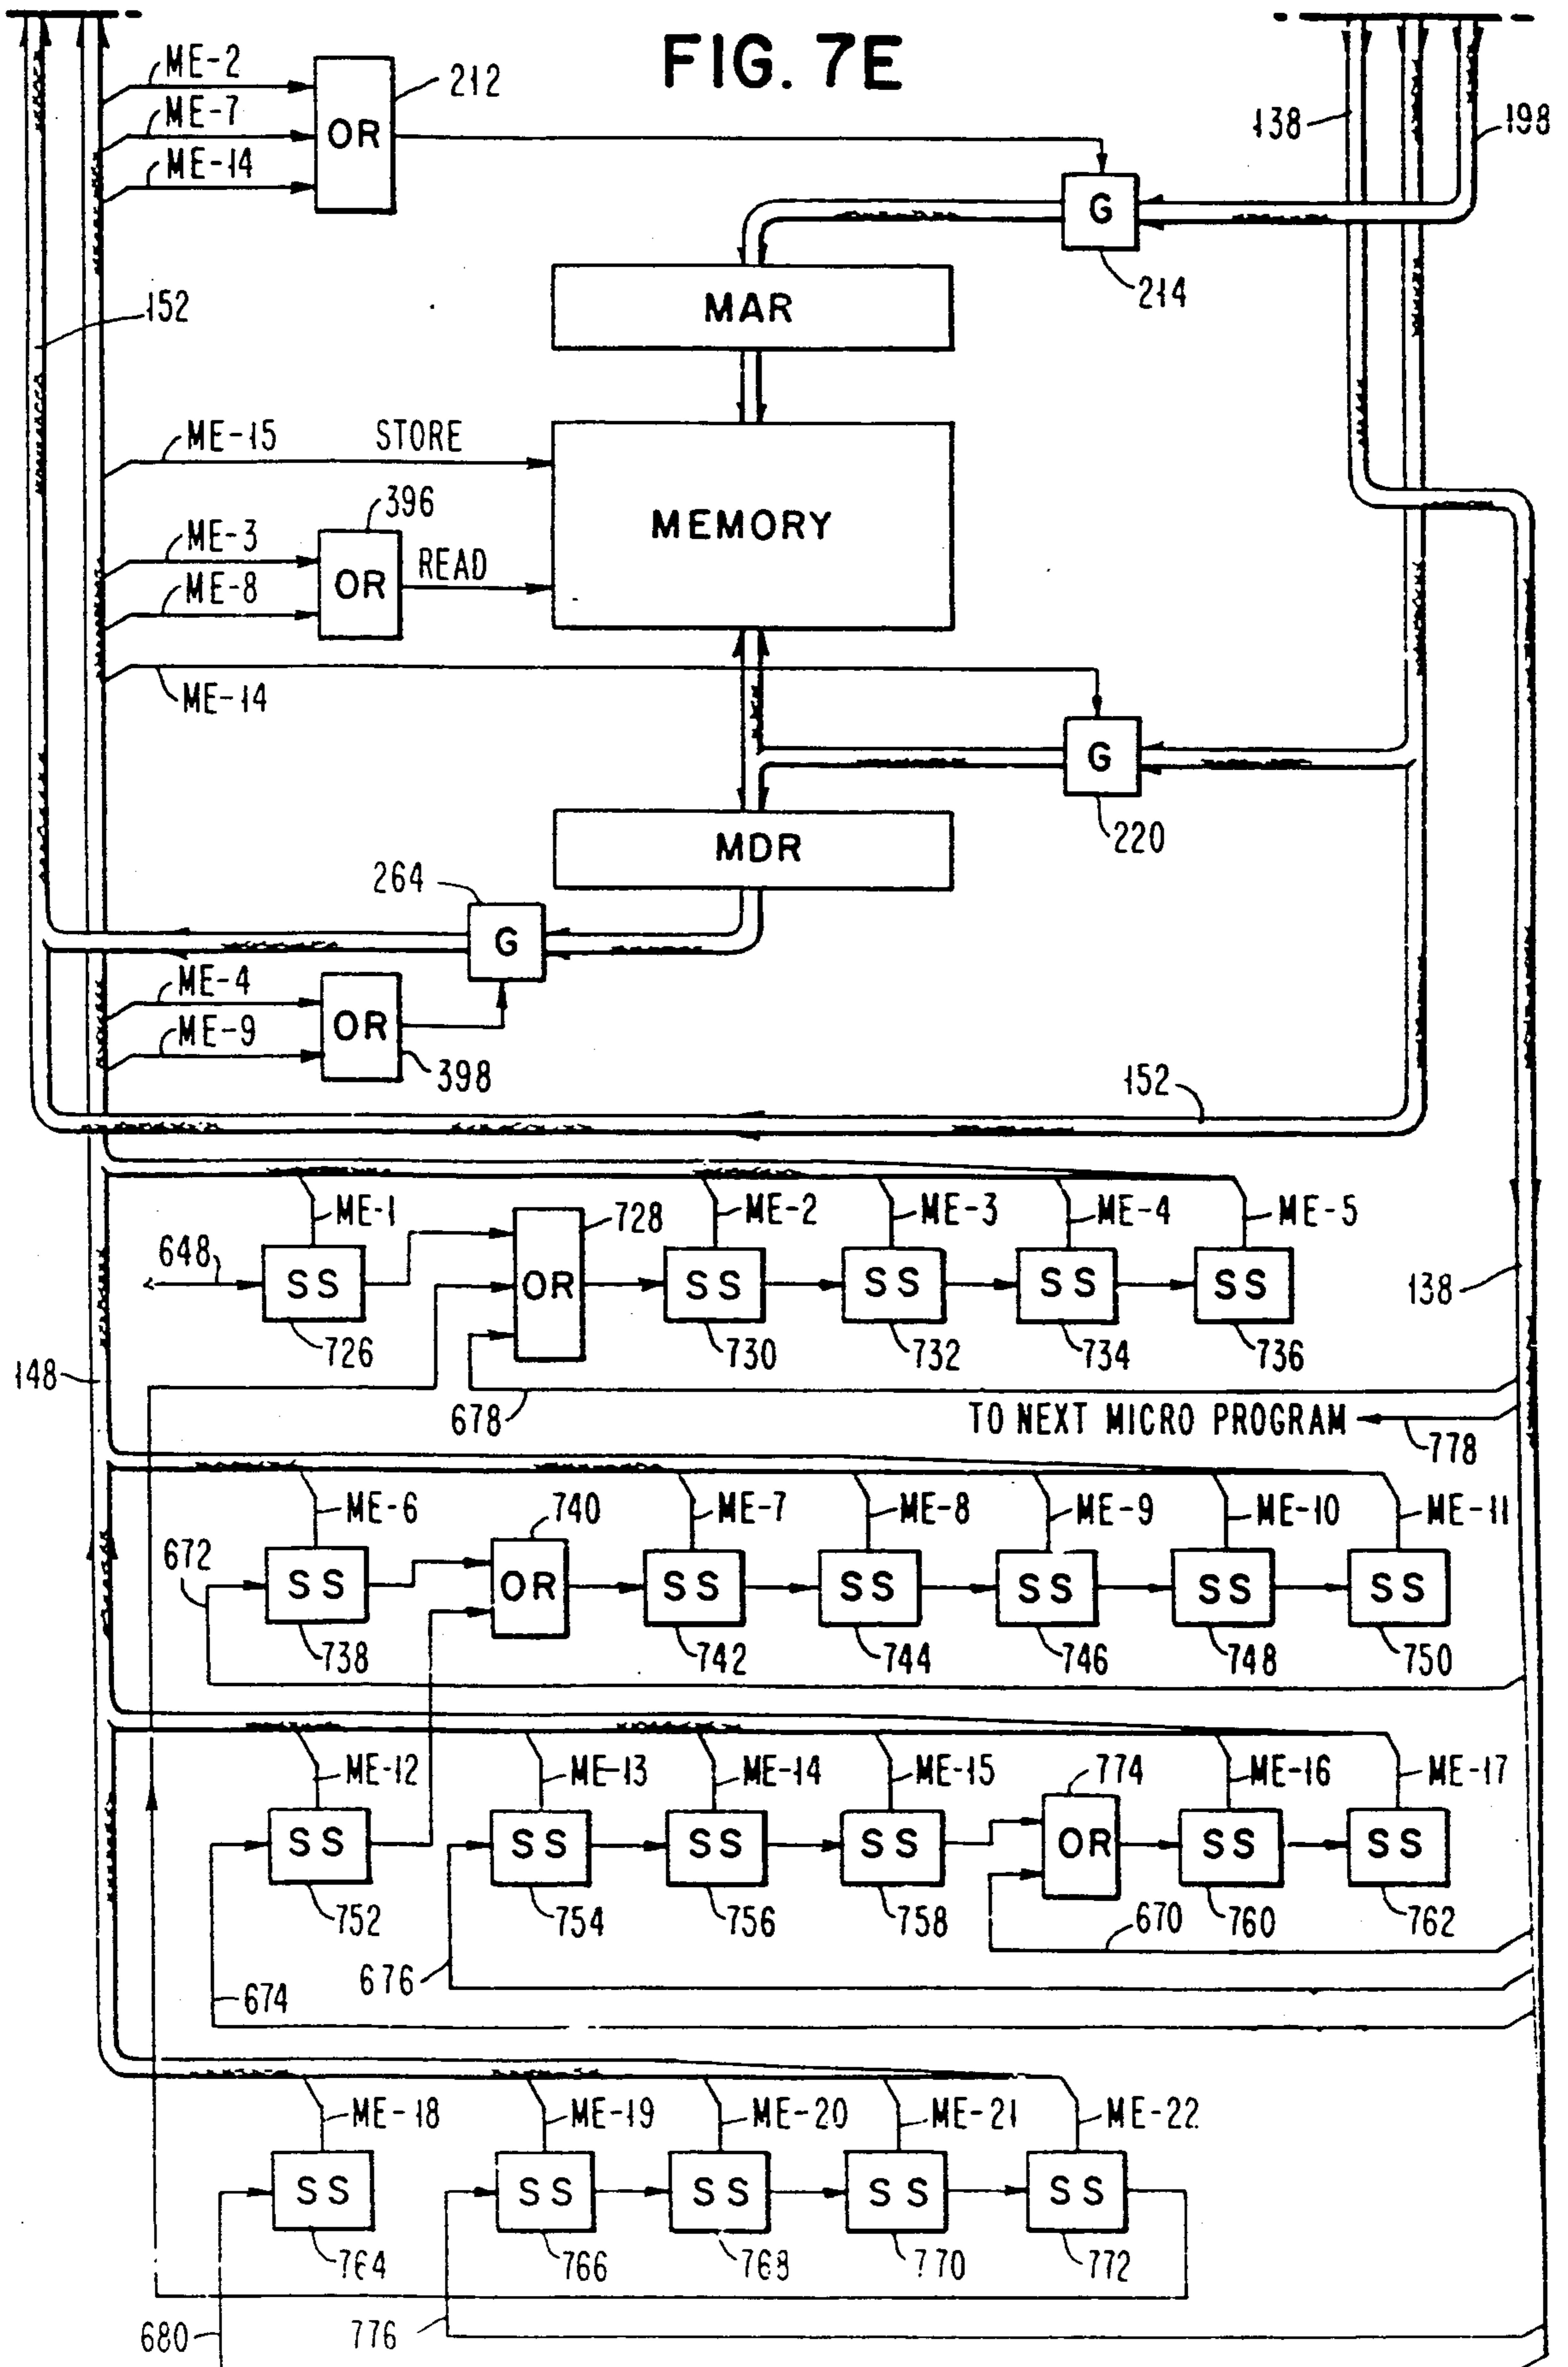 FIG. 7E
ME-2
212
ME-7
OR
138
198
ME-14
G
214
152
MAR
ME-15 STORE
MEMORY
396
ME-3
OR READ
ME-8
ME-14
G
220
MDR
264
G
ME-4
OR
ME-9
398
152
ME-1
728
ME-2
ME-3
ME-4
ME-5
648
SS
OR
SS
SS
SS
SS
138
726
730
732
734
736
148
678
TO NEXT MICRO PROGRAM
778
ME-6
740
ME-7
ME-8
ME-9
ME-10
ME-11
672
SS
OR
SS
SS
SS
SS
SS
738
742
744
746
748
750
ME-12
ME-13
ME-14
ME-15
774
ME-16
ME-17
SS
SS
SS
SS
OR
SS
SS
752
754
756
758
670
760
762
676
674
ME-18
ME-19
ME-20
ME-21
ME-22
SS
SS
SS
SS
SS
764
766
768
770
772
680
776